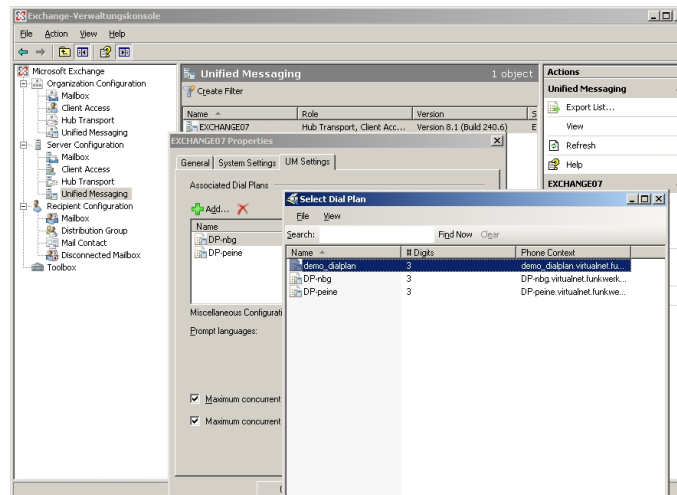 Exchange-Verwaltungskonsole
File Action View Help
Microsoft Exchange
Organization Configuration
Mailbox
Client Access
Hub Transport
Unified Messaging
Server Configuration
Mailbox
Client Access
Hub Transport
Unified Messaging
Recipient Configuration
Mailbox
Distribution Group
Mail Contact
Disconnected Mailbox
Toolbox
Unified Messaging 1 object
Create Filter
Name Role Version S
EXCHANGE07 Hub Transport, Client Acc... Version 8.1 (Build 240.6) E
Actions
Unified Messaging
Export List...
View
Refresh
Help
EXCHANGE07
EXCHANGE07 Properties
General System Settings UM Settings
Associated Dial Plans
Add...
Name
DP-nbg
DP-peine
Miscellaneous Configurati
Prompt languages:
Maximum concurrent
Maximum concurrent
Select Dial Plan
File View
Search: Find Now Clear
Name # Digits Phone Context
demo_dialplan 3 demo_dialplan.virtualnet.fu...
DP-nbg 3 DP-nbg.virtualnet.funkwerk...
DP-peine 3 DP-peine.virtualnet.funkwe...